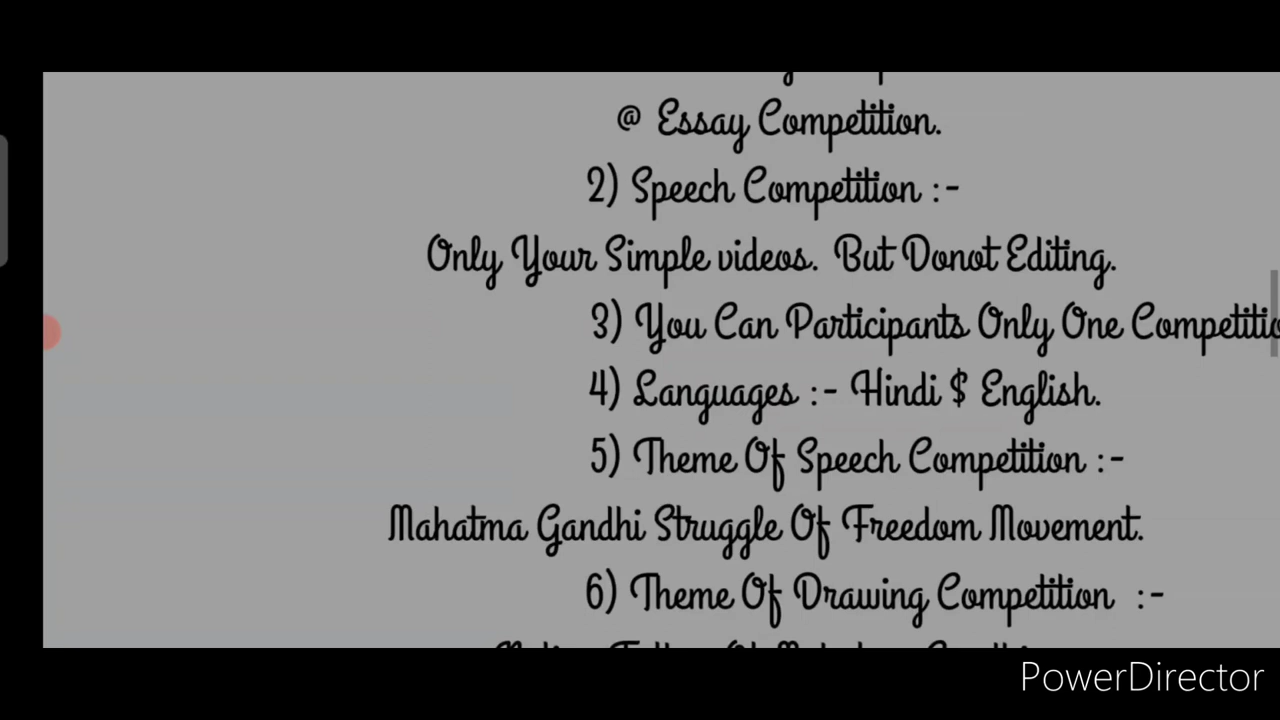 @ Essay Competition.
2) Speech Competition :-
Only Your Simple videos. But Donot Editing.
3) You Can Participants Only One Competitio
4) Languages :- Hindi $ English.
5) Theme Of Speech Competition :-
Mahatma Gandhi Struggle Of Freedom Movement.
6) Theme Of Drawing Competition :-
PowerDirector